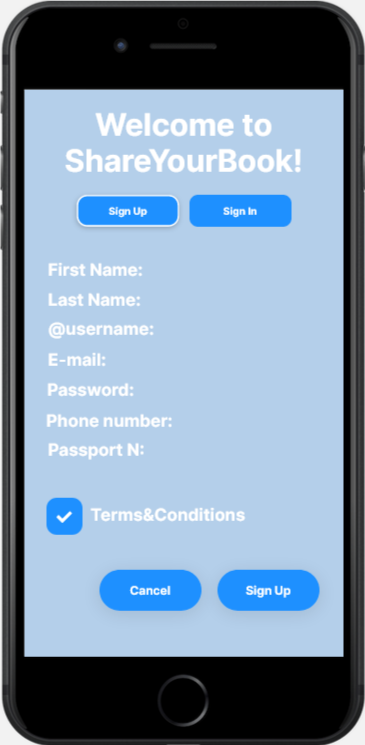 Welcome to
ShareYourBook!
Sign Up Sign In
First Name:
Last Name:
@username:
E-mail:
Password:
Phone number:
Passport N:
Terms&Conditions
Cancel Sign Up